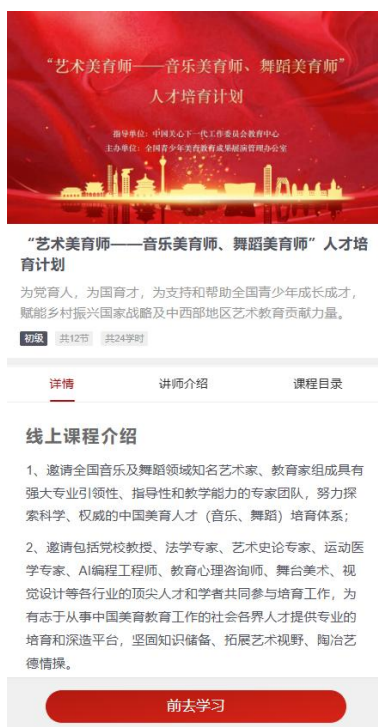 “艺术美育师——音乐美育师、舞蹈美育师”
人才培育计划
指导单位：中国关心下一代工作委员会教育中心
主办单位：全国青少年美育教育成果展演管理办公室
“艺术美育师——音乐美育师、舞蹈美育师”人才培
育计划
为党育人，为国育才，为支持和帮助全国青少年成长成才，
赋能乡村振兴国家战略及中西部地区艺术教育贡献力量。
初级 共12节 共24学时
详情 讲师介绍 课程目录
线上课程介绍
1、邀请全国音乐及舞蹈领域知名艺术家、教育家组成具有
强大专业引领性、指导性和教学能力的专家团队，努力探
索科学、权威的中国美育人才（音乐、舞蹈）培育体系；
2、邀请包括党校教授、法学专家、艺术史论专家、运动医
学专家、AI编程工程师、教育心理咨询师、舞台美术、视
觉设计等各行业的顶尖人才和学者共同参与培育工作，为
有志于从事中国美育教育工作的社会各界人才提供专业的
培育和深造平台，坚固知识储备、拓展艺术视野、陶冶艺
德情操。
前去学习